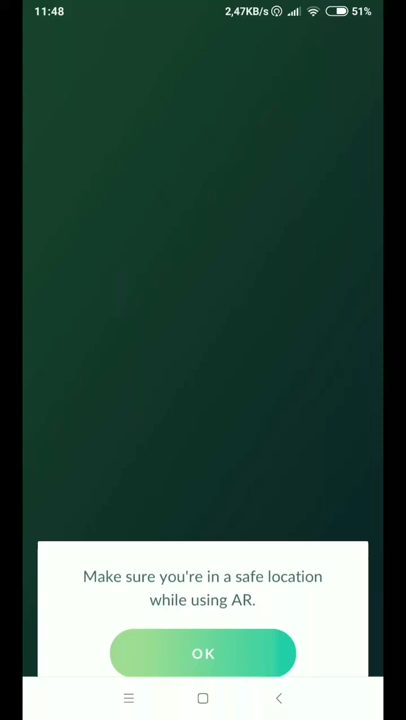 11:48 2,47KB/s 51%
Make sure you're in a safe location
while using AR.
OK